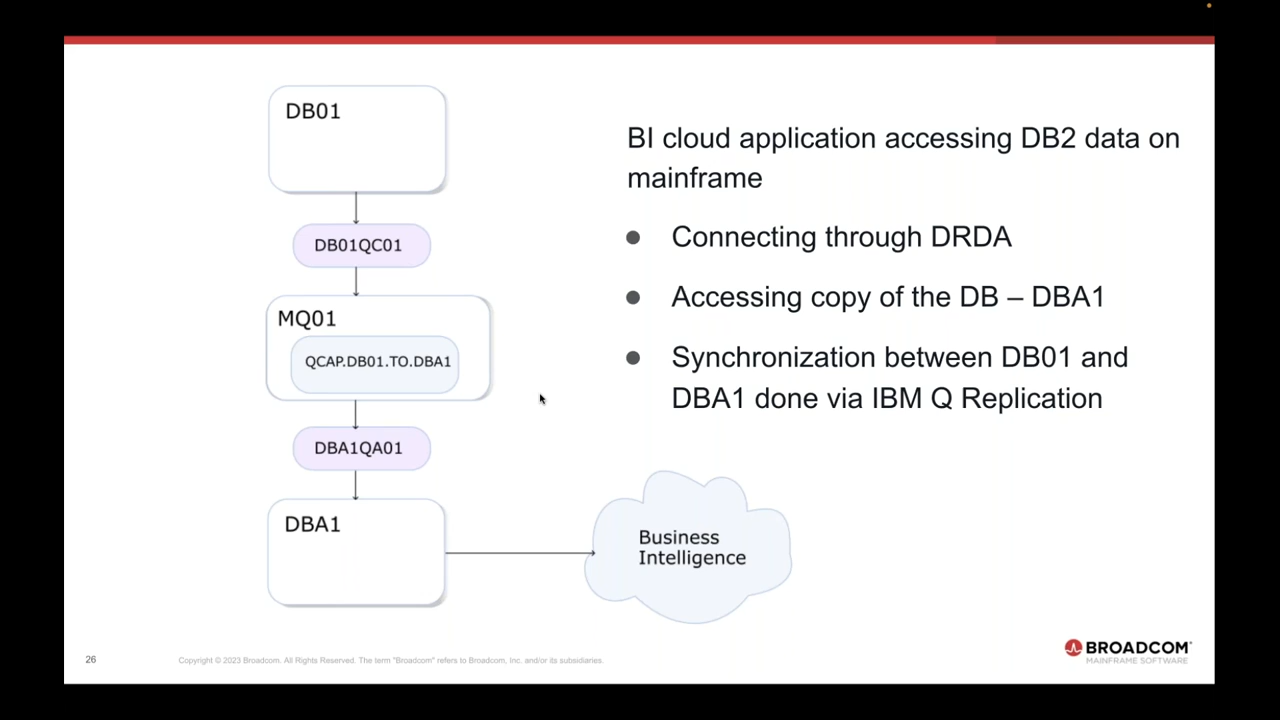 DB01
DB01QC01
MQ01
QCAP.DB01.TO.DBA1
DBA1QA01
DBA1
Business
Intelligence
BI cloud application accessing DB2 data on
mainframe
● Connecting through DRDA
● Accessing copy of the DB – DBA1
● Synchronization between DB01 and
DBA1 done via IBM Q Replication
26
Copyright © 2023 Broadcom. All Rights Reserved. The term "Broadcom" refers to Broadcom, Inc. and/or its subsidiaries.
BROADCOM®
MAINFRAME SOFTWARE